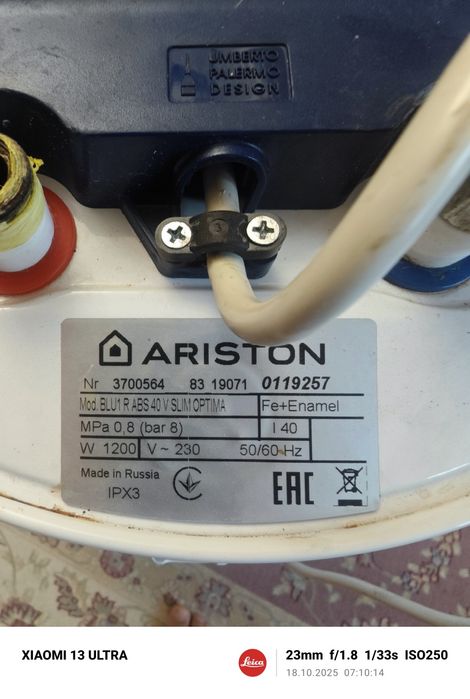 UMBERTO
PALERMO
DESIGN
ARISTON
Nr 3700564 83 19071 0119257
Mod. BLU1 R ABS 40 V SLIM OPTIMA Fe+Enamel
MPa 0,8 (bar 8) l 40
W 1200 V~ 230 50/60 Hz
Made in Russia
IPX3
EAC
XIAOMI 13 ULTRA
Leica
23mm f/1.8 1/33s ISO250
18.10.2025 07:10:14